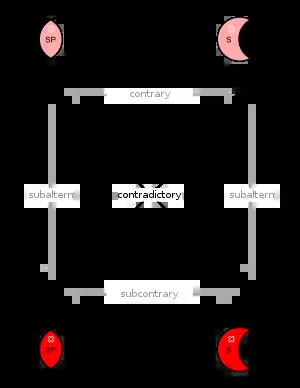 SP
S
contrary
subaltern
contradictory
subaltern
subcontrary
SP
S